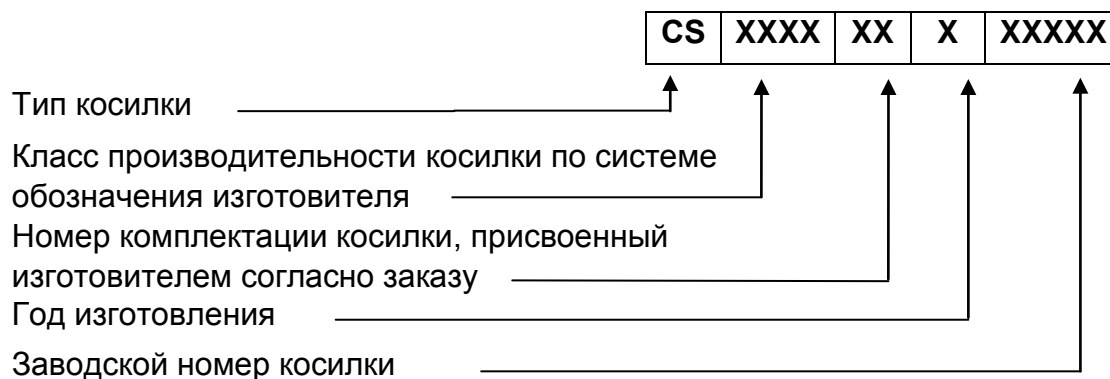 CS XXXX XX X XXXXX
Тип косилки
Класс производительности косилки по системе
обозначения изготовителя
Номер комплектации косилки, присвоенный
изготовителем согласно заказу
Год изготовления
Заводской номер косилки